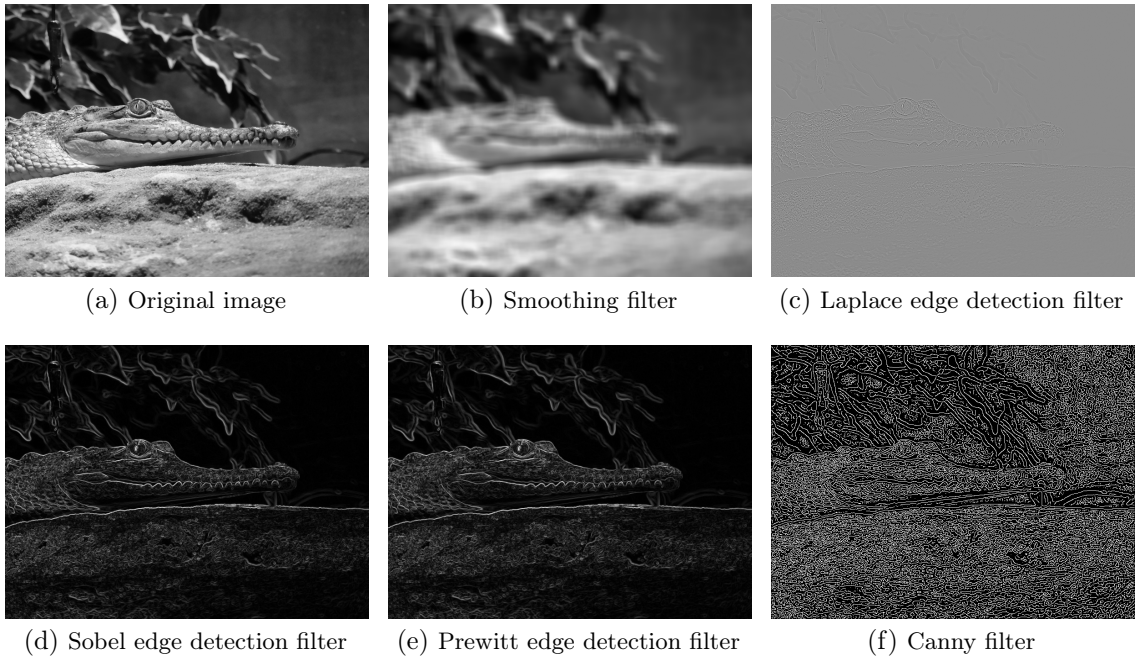 (a) Original image
(b) Smoothing filter
(c) Laplace edge detection filter
(d) Sobel edge detection filter
(e) Prewitt edge detection filter
(f) Canny filter